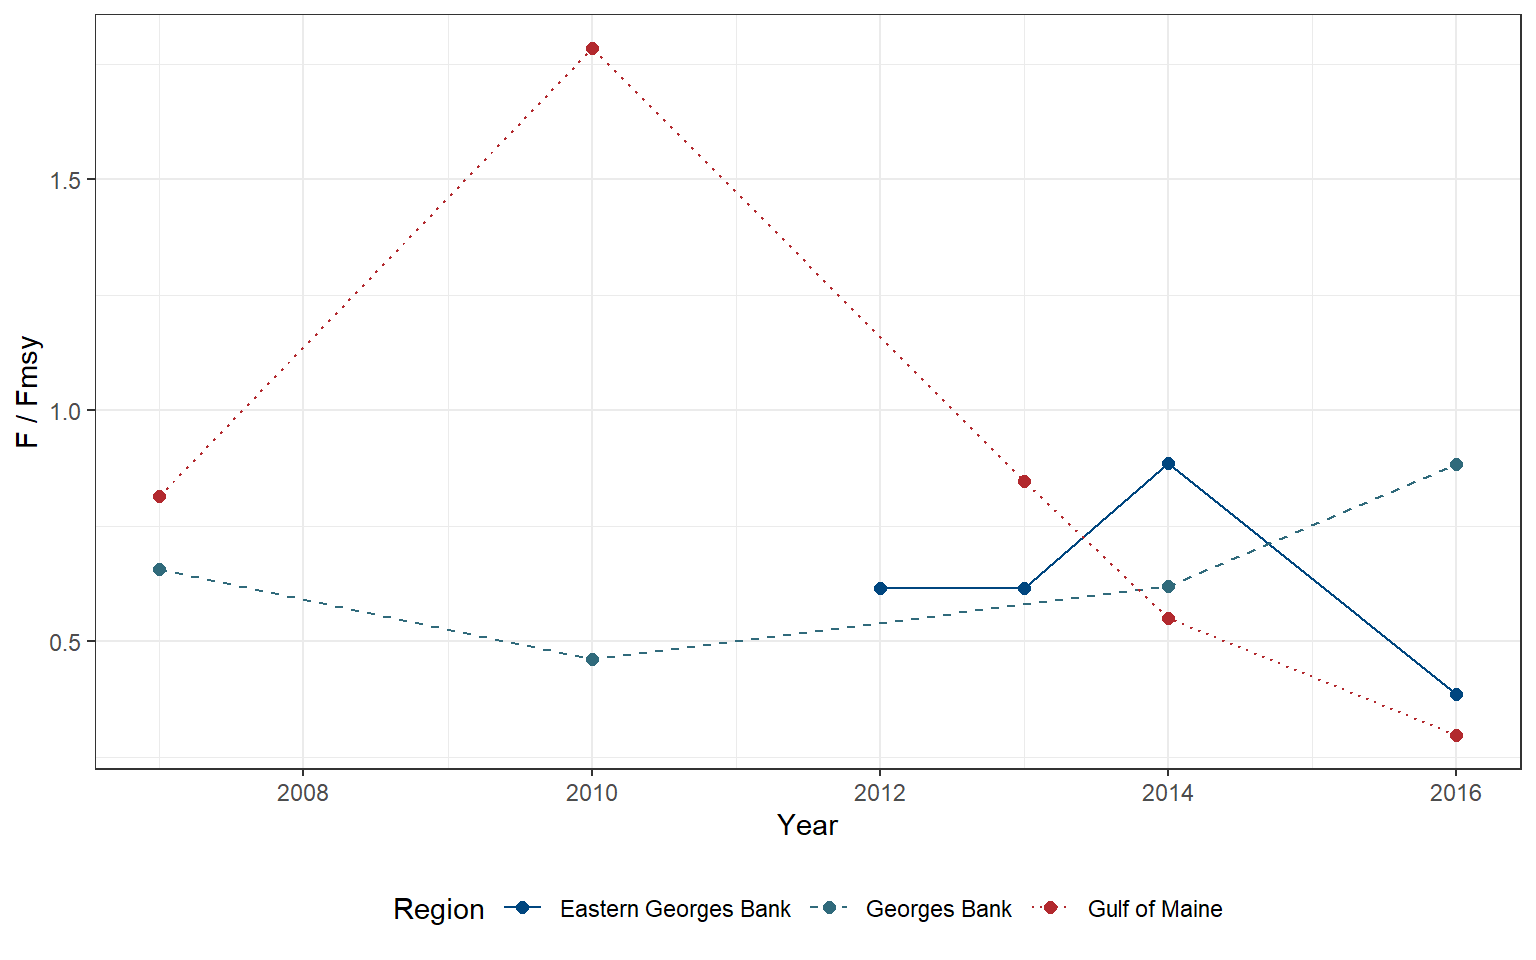 1.5
1.0
0.5
F / Fmsy
2008 2010 2012 2014 2016
Year
Region Eastern Georges Bank Georges Bank Gulf of Maine